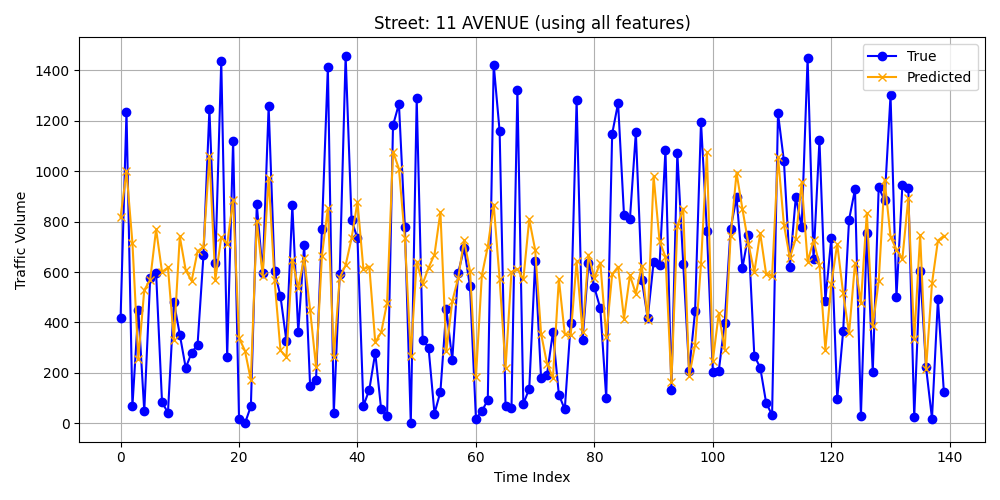 Street: 11 AVENUE (using all features)
True
Predicted
Traffic Volume
1400
1200
1000
800
600
400
200
0
0 20 40 60 80 100 120 140
Time Index